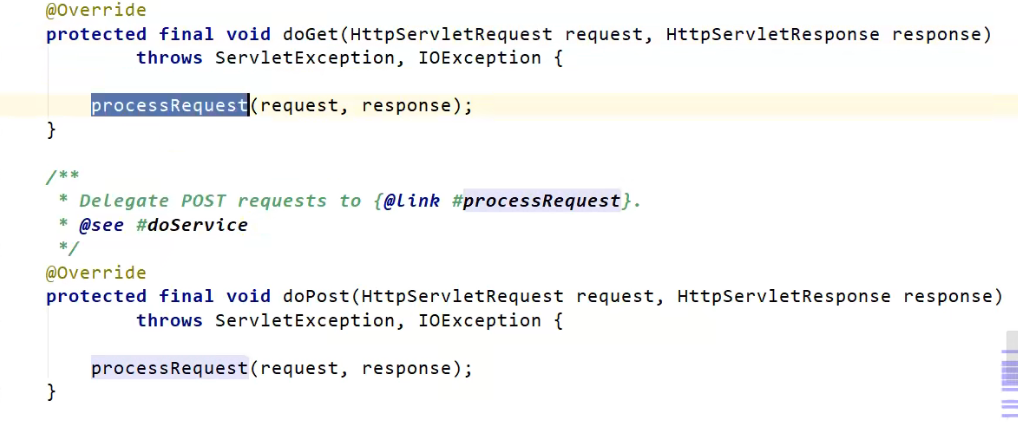 @Override
protected final void doGet(HttpServletRequest request, HttpServletResponse response)
throws ServletException, IOException {
processRequest(request, response);
}
/**
* Delegate POST requests to {@link #processRequest}.
* @see #doService
*/
@Override
protected final void doPost(HttpServletRequest request, HttpServletResponse response)
throws ServletException, IOException {
processRequest(request, response);
}